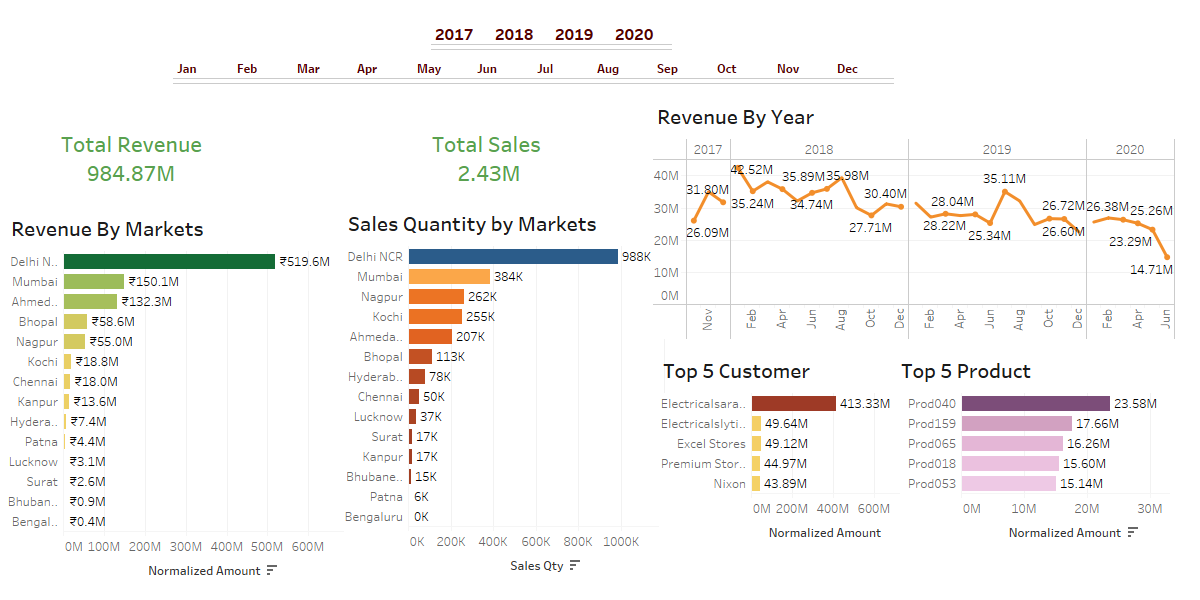 2017 2018 2019 2020
Jan Feb Mar Apr May Jun Jul Aug Sep Oct Nov Dec
Total Revenue
984.87M
Total Sales
2.43M
Revenue By Markets
Delhi N.. ₹519.6M
Mumbai ₹150.1M
Ahmed.. ₹132.3M
Bhopal ₹58.6M
Nagpur ₹55.0M
Kochi ₹18.8M
Chennai ₹18.0M
Kanpur ₹13.6M
Hydera.. ₹7.4M
Patna ₹4.4M
Lucknow ₹3.1M
Surat ₹2.6M
Bhuban.. ₹0.9M
Bengal.. ₹0.4M
0M 100M 200M 300M 400M 500M 600M
Normalized Amount
Sales Quantity by Markets
Delhi NCR 988K
Mumbai 384K
Nagpur 262K
Kochi 255K
Ahmeda.. 207K
Bhopal 113K
Hyderab.. 78K
Chennai 50K
Lucknow 37K
Surat 17K
Kanpur 17K
Bhubane.. 15K
Patna 6K
Bengaluru 0K
0K 200K 400K 600K 800K 1000K
Sales Qty
Revenue By Year
2017 2018 2019 2020
40M
30M
20M
10M
0M
31.80M
26.09M
42.52M
35.24M
35.89M
34.74M
35.98M
27.71M
30.40M
28.04M
28.22M
25.34M
35.11M
26.72M
26.60M
26.38M
23.29M
25.26M
14.71M
Nov Feb Apr Jun Aug Oct Dec Feb Apr Jun Aug Oct Dec Feb Apr Jun
Top 5 Customer
Electricalsara.. 413.33M
Electricalslyti.. 49.64M
Excel Stores 49.12M
Premium Stor.. 44.97M
Nixon 43.89M
0M 200M 400M 600M
Normalized Amount
Top 5 Product
Prod040 23.58M
Prod159 17.66M
Prod065 16.26M
Prod018 15.60M
Prod053 15.14M
0M 10M 20M 30M
Normalized Amount